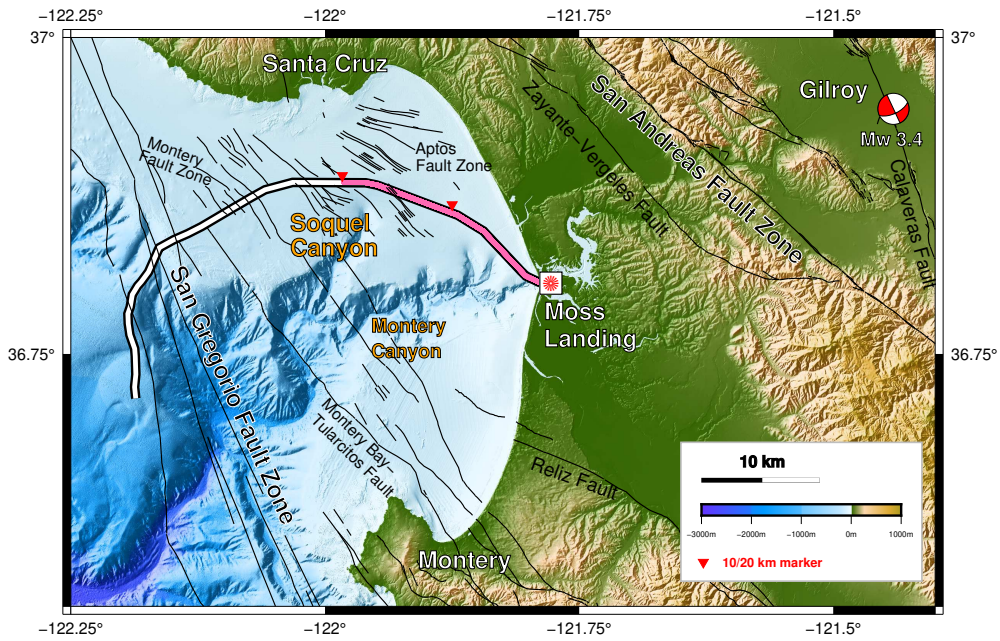 −122.25°
−122°
−121.75°
−121.5°
37°
37°
Santa Cruz
Gilroy
Mw 3.4
San Andreas Fault Zone
Zayante−Vergeles Fault
Calaveras Fault
Montery
Fault Zone
Aptos
Fault Zone
Soquel
Canyon
San Gregorio Fault Zone
Moss
Landing
Montery
Canyon
36.75°
36.75°
Montery Bay−
Tularcitos Fault
Reliz Fault
Montery
10 km
−3000m
−2000m
−1000m
0m
1000m
10/20 km marker
−122.25°
−122°
−121.75°
−121.5°